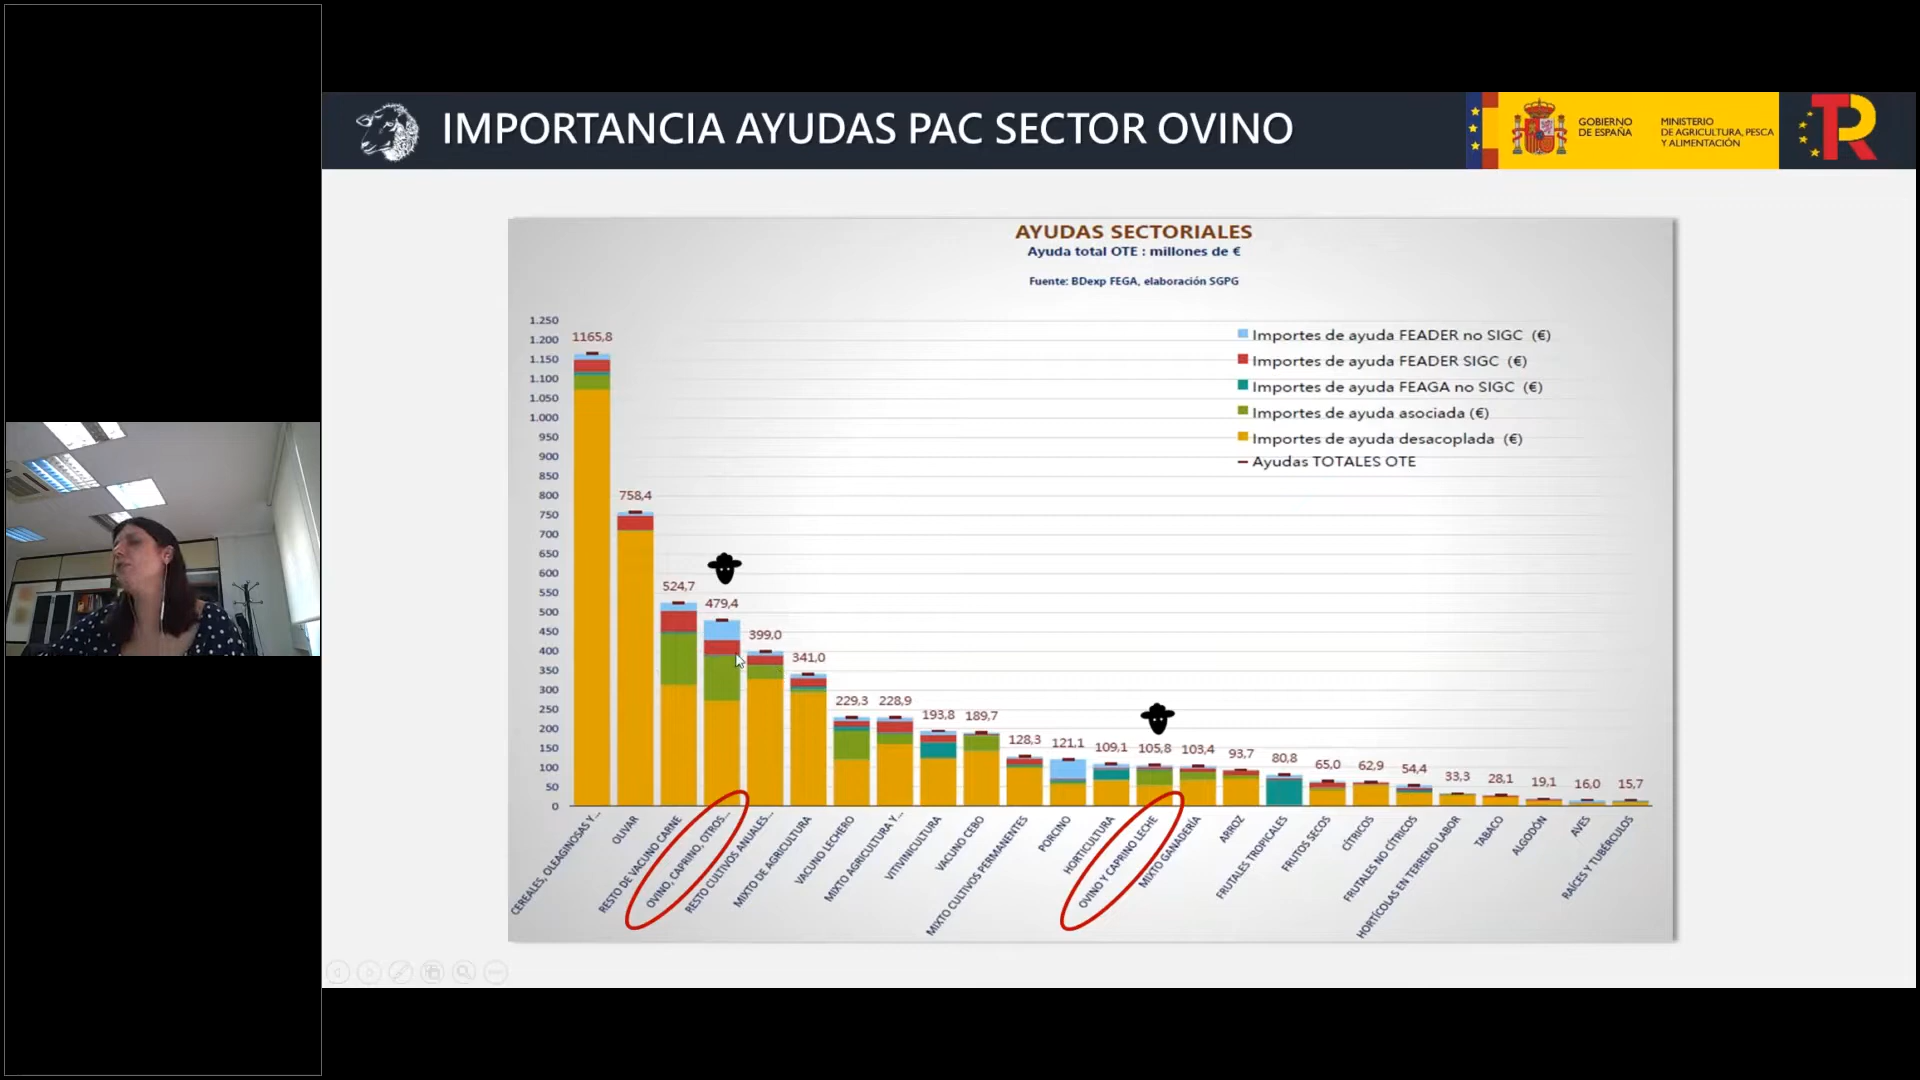 IMPORTANCIA AYUDAS PAC SECTOR OVINO
GOBIERNO
DE ESPAÑA
MINISTERIO
DE AGRICULTURA, PESCA
Y ALIMENTACIÓN
TR
AYUDAS SECTORIALES
Ayuda total OTE : millones de €
Fuente: BDexp FEGA, elaboración SGPG
Importes de ayuda FEADER no SIGC (€)
Importes de ayuda FEADER SIGC (€)
Importes de ayuda FEAGA no SIGC (€)
Importes de ayuda asociada (€)
Importes de ayuda desacoplada (€)
Ayudas TOTALES OTE
1.250
1.200
1.150
1.100
1.050
1.000
950
900
850
800
750
700
650
600
550
500
450
400
350
300
250
200
150
100
50
0
1165,8
758,4
524,7
479,4
399,0
341,0
229,3
228,9
193,8
189,7
128,3
121,1
109,1
105,8
103,4
93,7
80,8
65,0
62,9
54,4
33,3
28,1
19,1
16,0
15,7
CEREALES, OLEAGINOSAS Y...
OLIVAR
RESTO DE VACUNO CARNE
OVINO, CAPRINO, OTROS...
RESTO CULTIVOS ANUALES...
MIXTO DE AGRICULTURA
VACUNO LECHERO
MIXTO AGRICULTURA Y...
VITIVINICULTURA
VACUNO CEBO
MIXTO CULTIVOS PERMANENTES
PORCINO
HORTICULTURA
OVINO Y CAPRINO LECHE
MIXTO GANADERÍA
ARROZ
FRUTALES TROPICALES
FRUTOS SECOS
CÍTRICOS
FRUTALES NO CÍTRICOS
HORTÍCOLAS EN TERRENO LABOR
TABACO
ALGODÓN
AVES
RAÍCES Y TUBÉRCULOS